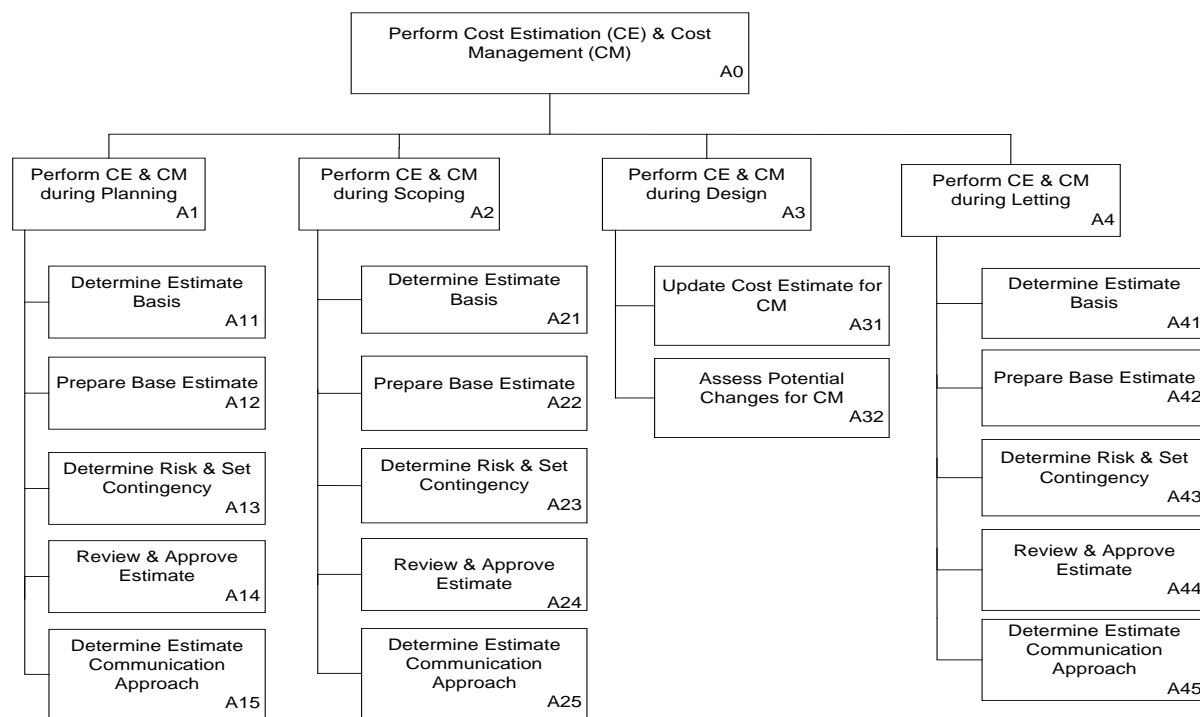 Perform Cost Estimation (CE) & Cost
Management (CM)
A0
Perform CE & CM
during Planning
A1
Determine Estimate
Basis
A11
Prepare Base Estimate
A12
Determine Risk & Set
Contingency
A13
Review & Approve
Estimate
A14
Determine Estimate
Communication
Approach
A15
Perform CE & CM
during Scoping
A2
Determine Estimate
Basis
A21
Prepare Base Estimate
A22
Determine Risk & Set
Contingency
A23
Review & Approve
Estimate
A24
Determine Estimate
Communication
Approach
A25
Perform CE & CM
during Design
A3
Update Cost Estimate for
CM
A31
Assess Potential
Changes for CM
A32
Perform CE & CM
during Letting
A4
Determine Estimate
Basis
A41
Prepare Base Estimate
A42
Determine Risk & Set
Contingency
A43
Review & Approve
Estimate
A44
Determine Estimate
Communication
Approach
A45